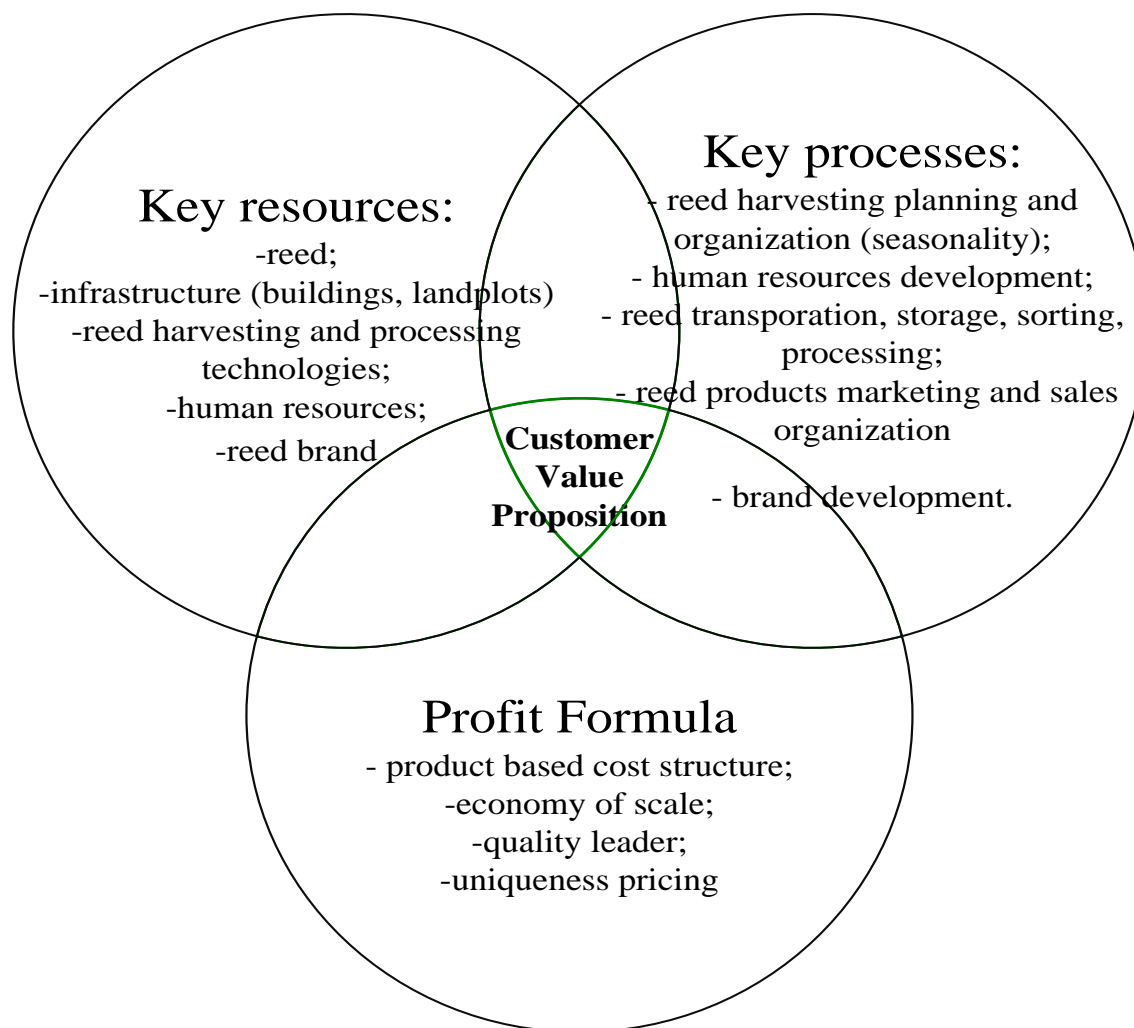 Key resources:
-reed;
-infrastructure (buildings, landplots)
-reed harvesting and processing
technologies;
-human resources;
-reed brand
Key processes:
- reed harvesting planning and
organization (seasonality);
- human resources development;
- reed transporation, storage, sorting,
processing;
- reed products marketing and sales
organization
- brand development.
Customer
Value
Proposition
Profit Formula
- product based cost structure;
-economy of scale;
-quality leader;
-uniqueness pricing